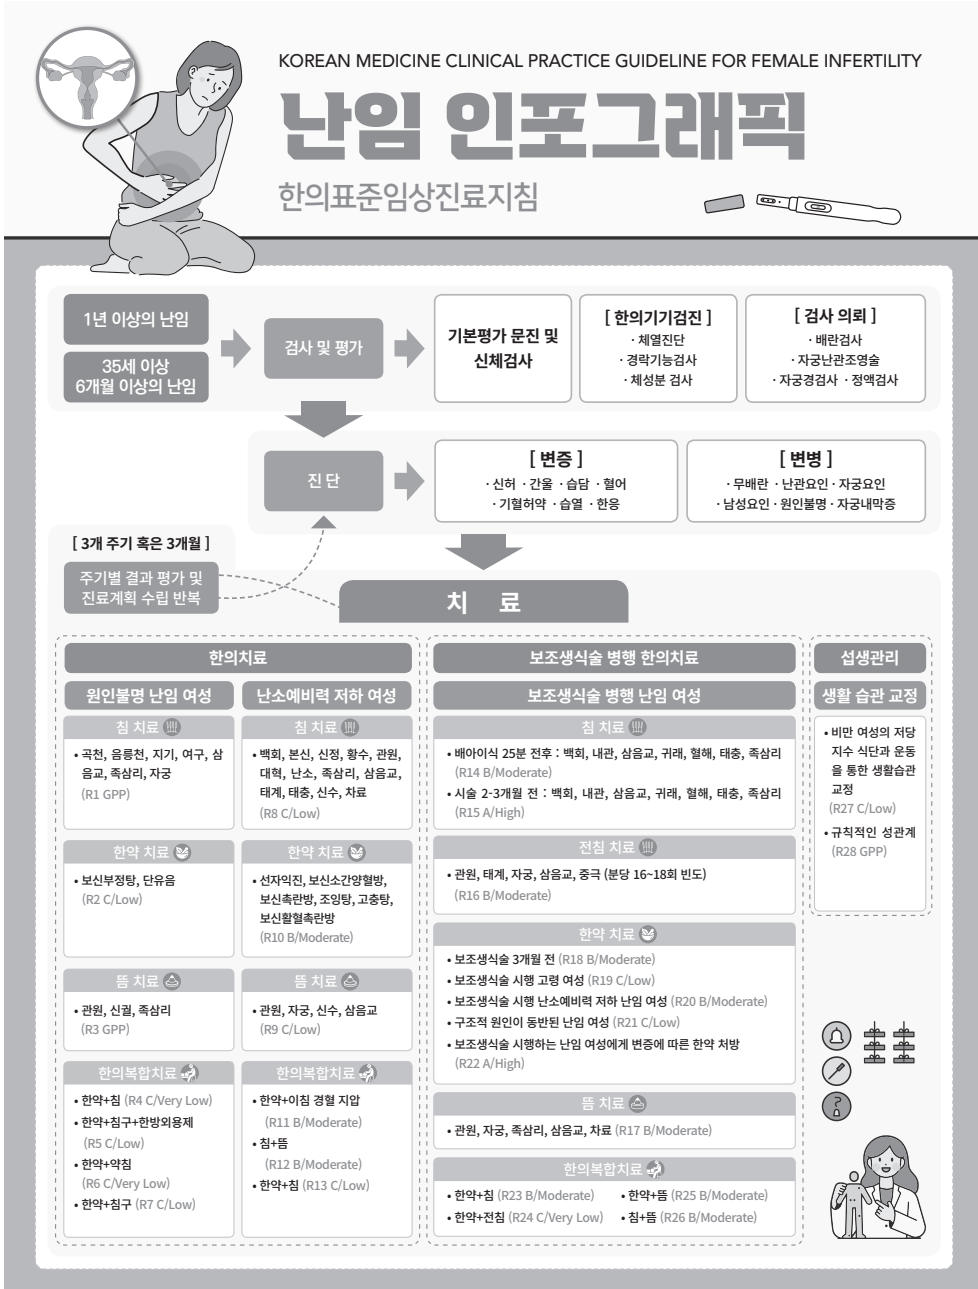 KOREAN MEDICINE CLINICAL PRACTICE GUIDELINE FOR FEMALE INFERTILITY
난임 인포그래픽
한의표준임상진료지침
1년 이상의 난임
35세 이상
6개월 이상의 난임
검사 및 평가
기본평가 문진 및
신체검사
[ 한의기기검진 ]
· 체열진단
· 경락기능검사
· 체성분 검사
[ 검사 의뢰 ]
· 배란검사
· 자궁난관조영술
· 자궁경검사 · 정액검사
진 단
[ 변증 ]
· 신허 · 간울 · 습담 · 혈어
· 기혈허약 · 습열 · 한응
[ 변병 ]
· 무배란 · 난관요인 · 자궁요인
· 남성요인 · 원인불명 · 자궁내막증
[ 3개 주기 혹은 3개월 ]
주기별 결과 평가 및
진료계획 수립 반복
치 료
한의치료
원인불명 난임 여성
침 치료
• 곡천, 음릉천, 지기, 여구, 삼
음교, 족삼리, 자궁
(R1 GPP)
한약 치료
• 보신부정탕, 단유음
(R2 C/Low)
뜸 치료
• 관원, 신궐, 족삼리
(R3 GPP)
한의복합치료
• 한약+침 (R4 C/Very Low)
• 한약+침구+한방외용제
(R5 C/Low)
• 한약+약침
(R6 C/Very Low)
• 한약+침구 (R7 C/Low)
난소예비력 저하 여성
침 치료
• 백회, 본신, 신정, 황수, 관원,
대혁, 난소, 족삼리, 삼음교,
태계, 태충, 신수, 차료
(R8 C/Low)
한약 치료
• 선자익진, 보신소간양혈방,
보신촉란방, 조잉탕, 고충탕,
보신활혈촉란방
(R10 B/Moderate)
뜸 치료
• 관원, 자궁, 신수, 삼음교
(R9 C/Low)
한의복합치료
• 한약+이침 경혈 지압
(R11 B/Moderate)
• 침+뜸
(R12 B/Moderate)
• 한약+침 (R13 C/Low)
보조생식술 병행 한의치료
보조생식술 병행 난임 여성
침 치료
• 배아이식 25분 전후 : 백회, 내관, 삼음교, 귀래, 혈해, 태충, 족삼리
(R14 B/Moderate)
• 시술 2-3개월 전 : 백회, 내관, 삼음교, 귀래, 혈해, 태충, 족삼리
(R15 A/High)
전침 치료
• 관원, 태계, 자궁, 삼음교, 중극 (분당 16~18회 빈도)
(R16 B/Moderate)
한약 치료
• 보조생식술 3개월 전 (R18 B/Moderate)
• 보조생식술 시행 고령 여성 (R19 C/Low)
• 보조생식술 시행 난소예비력 저하 난임 여성 (R20 B/Moderate)
• 구조적 원인이 동반된 난임 여성 (R21 C/Low)
• 보조생식술 시행하는 난임 여성에게 변증에 따른 한약 처방
(R22 A/High)
뜸 치료
• 관원, 자궁, 족삼리, 삼음교, 차료 (R17 B/Moderate)
한의복합치료
• 한약+침 (R23 B/Moderate) • 한약+뜸 (R25 B/Moderate)
• 한약+전침 (R24 C/Very Low) • 침+뜸 (R26 B/Moderate)
섭생관리
생활 습관 교정
• 비만 여성의 저당
지수 식단과 운동
을 통한 생활습관
교정
(R27 C/Low)
• 규칙적인 성관계
(R28 GPP)